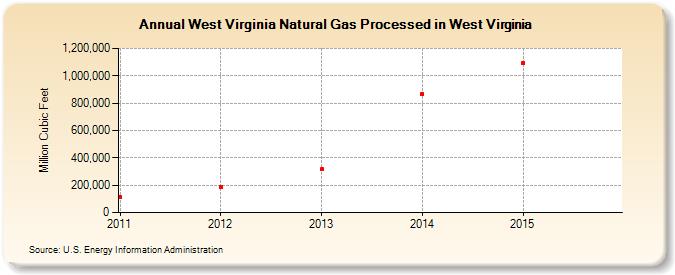 Annual West Virginia Natural Gas Processed in West Virginia
Million Cubic Feet
1,200,000
1,000,000
800,000
600,000
400,000
200,000
0
2011 2012 2013 2014 2015
Source: U.S. Energy Information Administration